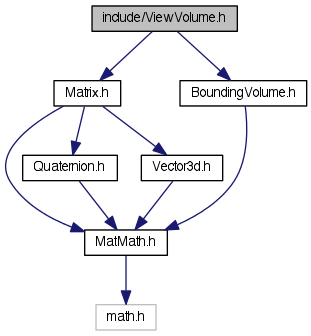 include/ViewVolume.h
Matrix.h
BoundingVolume.h
Quaternion.h
Vector3d.h
MatMath.h
math.h